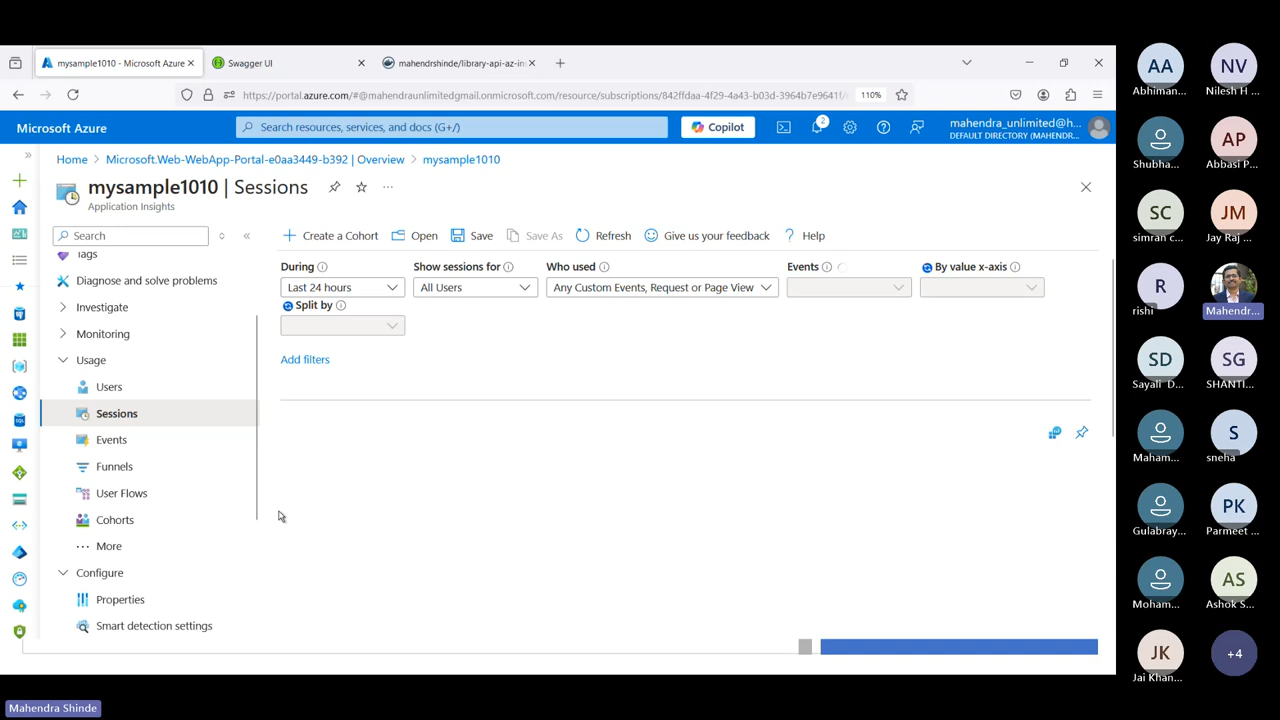 mysample1010 - Microsoft Azure
Swagger UI
mahendrshinde/library-api-az-in
https://portal.azure.com/#@mahendraunlimitedgmail.onmicrosoft.com/resource/subscriptions/842ffdaa-4f29-4a43-b03d-3964b7e9641f/
110%
Microsoft Azure
Search resources, services, and docs (G+/)
Copilot
2
mahendra_unlimited@h...
DEFAULT DIRECTORY (MAHENDR...
Home > Microsoft.Web-WebApp-Portal-e0aa3449-b392 | Overview > mysample1010
mysample1010 | Sessions
Application Insights
Search
Create a Cohort
Open
Save
Save As
Refresh
Give us your feedback
Help
Tags
Diagnose and solve problems
Investigate
Monitoring
Usage
Users
Sessions
Events
Funnels
User Flows
Cohorts
More
Configure
Properties
Smart detection settings
During
Show sessions for
Who used
Events
By value x-axis
Last 24 hours
All Users
Any Custom Events, Request or Page View
Split by
Add filters
AA
Abhiman...
NV
Nilesh H ...
Shubha...
AP
Abbasi P...
SC
simran c...
JM
Jay Raj ...
R
rishi
Mahendr...
SD
Sayali D...
SG
SHANTI...
Maham...
S
sneha
Gulabray...
PK
Parmeet ...
Moham...
AS
Ashok S...
JK
Jai Khan...
+4
Mahendra Shinde